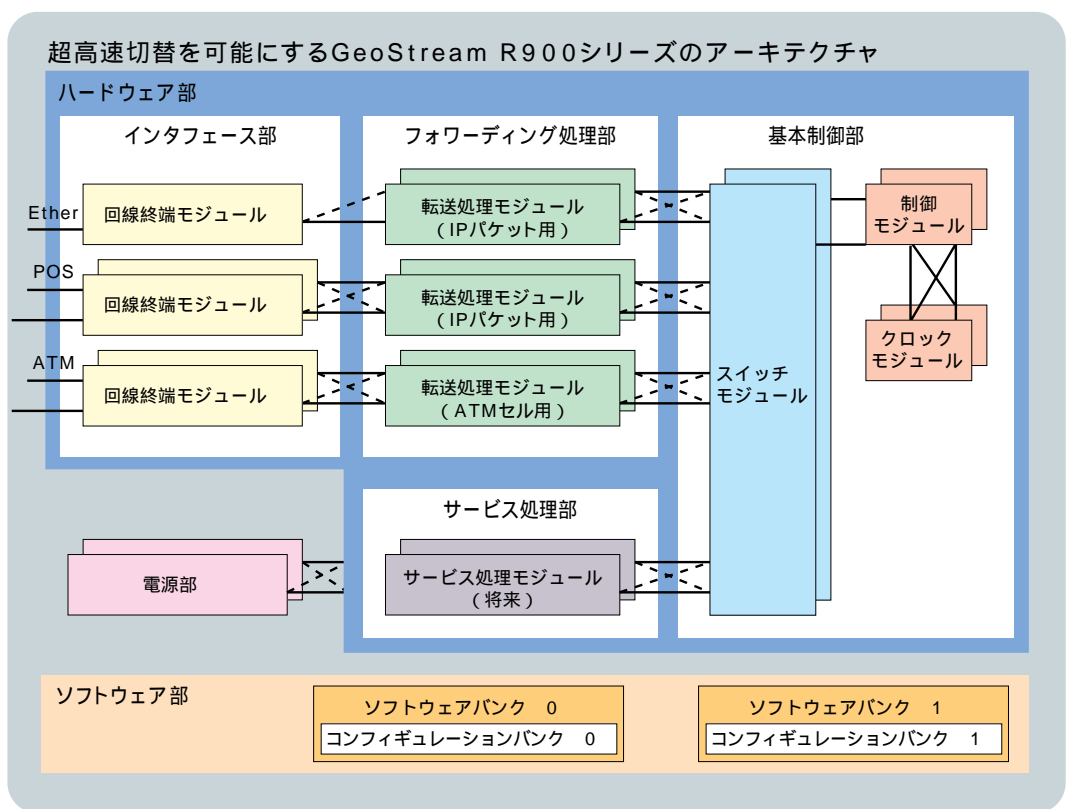 超高速切替を可能にするGeoStream R900シリーズのアーキテクチャ
ハードウェア部
インタフェース部
フォワーディング処理部
基本制御部
Ether
回線終端モジュール
転送処理モジュール
(IPパケット用)
制御
モジュール
POS
回線終端モジュール
転送処理モジュール
(IPパケット用)
クロック
モジュール
ATM
回線終端モジュール
転送処理モジュール
(ATMセル用)
スイッチ
モジュール
サービス処理部
電源部
サービス処理モジュール
(将来)
ソフトウェア部
ソフトウェアバンク 0
コンフィギュレーションバンク 0
ソフトウェアバンク 1
コンフィギュレーションバンク 1